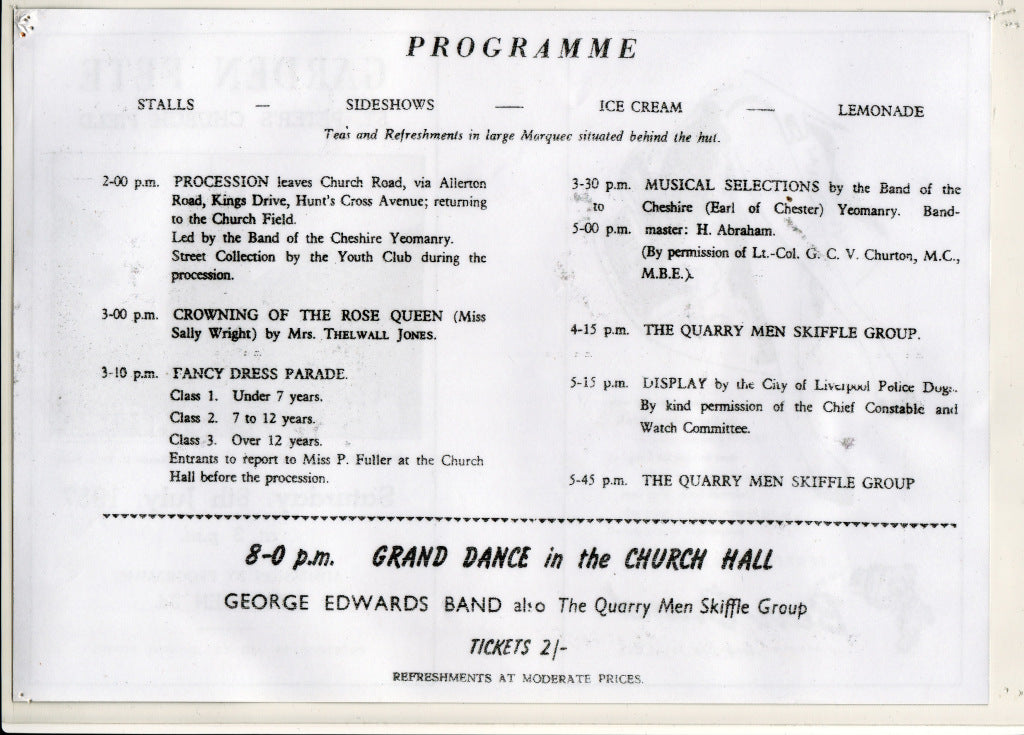 PROGRAMME
STALLS — SIDESHOWS — ICE CREAM — LEMONADE
Teas and Refreshments in large Marquee situated behind the hut.
2-00 p.m. PROCESSION leaves Church Road, via Allerton
Road, Kings Drive, Hunt's Cross Avenue; returning
to the Church Field.
Led by the Band of the Cheshire Yeomanry.
Street Collection by the Youth Club during the
procession.
3-00 p.m. CROWNING OF THE ROSE QUEEN (Miss
Sally Wright) by Mrs. THELWALL JONES.
3-10 p.m. FANCY DRESS PARADE.
Class 1. Under 7 years.
Class 2. 7 to 12 years.
Class 3. Over 12 years.
Entrants to report to Miss P. Fuller at the Church
Hall before the procession.
3-30 p.m. MUSICAL SELECTIONS by the Band of the
to Cheshire (Earl of Chester) Yeomanry. Band-
5-00 p.m. master: H. Abraham.
(By permission of Lt.-Col. G. C. V. Churton, M.C.,
M.B.E.).
4-15 p.m. THE QUARRY MEN SKIFFLE GROUP.
5-15 p.m. DISPLAY by the City of Liverpool Police Dogs.
By kind permission of the Chief Constable and
Watch Committee.
5-45 p.m. THE QUARRY MEN SKIFFLE GROUP
8-0 p.m. GRAND DANCE in the CHURCH HALL
GEORGE EDWARDS BAND also The Quarry Men Skiffle Group
TICKETS 2/-
REFRESHMENTS AT MODERATE PRICES.